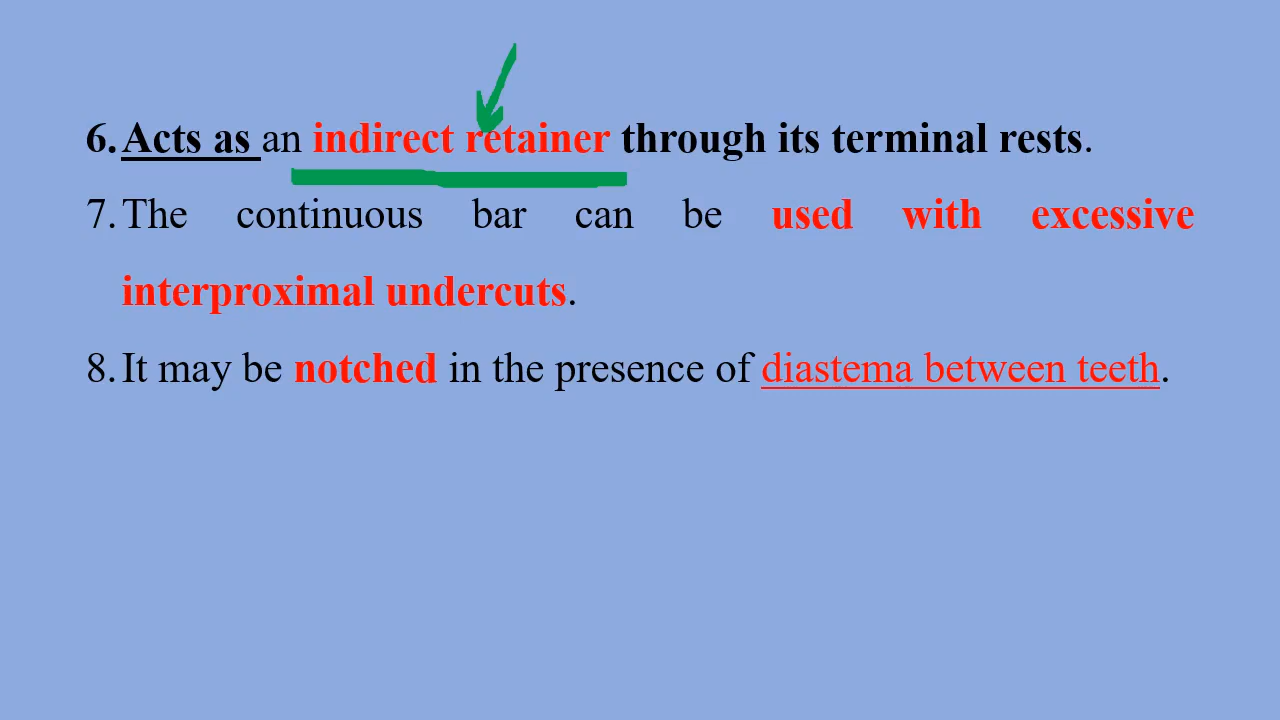 6. Acts as an indirect retainer through its terminal rests.
7. The continuous bar can be used with excessive
interproximal undercuts.
8. It may be notched in the presence of diastema between teeth.